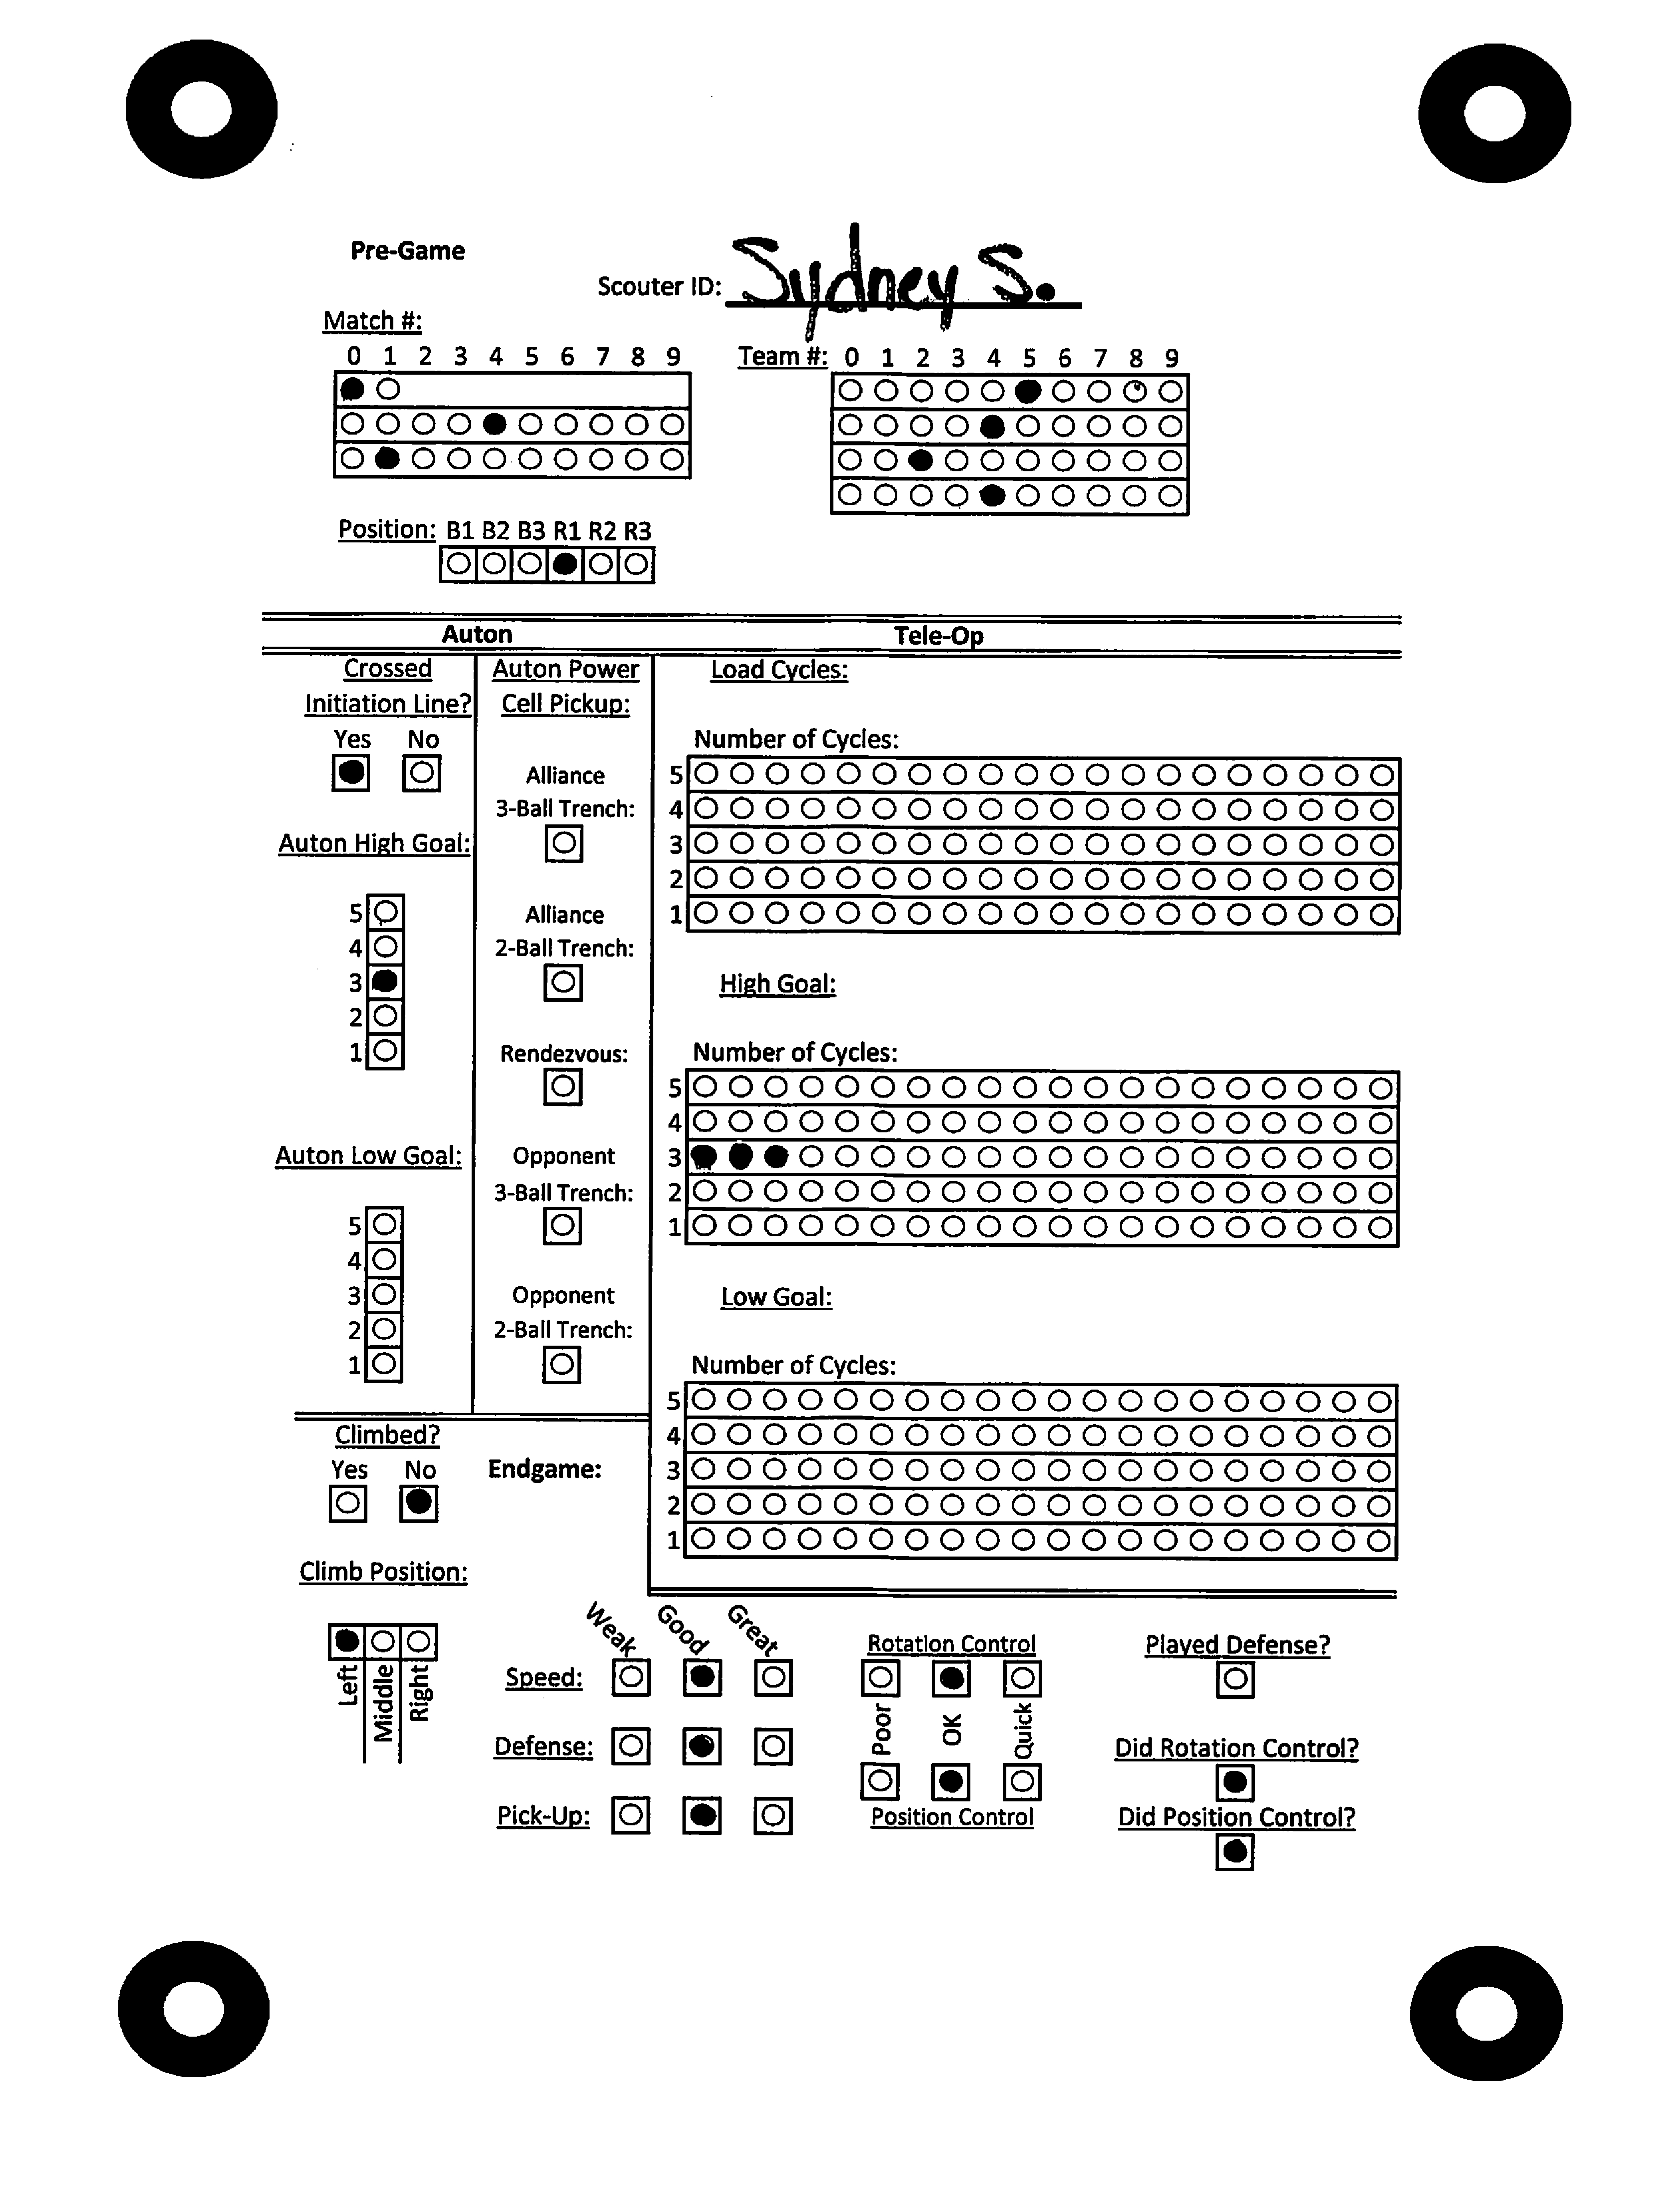 Pre-Game
Scouter ID: Sydney S.
Match #:
0 1 2 3 4 5 6 7 8 9
Team #: 0 1 2 3 4 5 6 7 8 9
Position: B1 B2 B3 R1 R2 R3
Auton
Tele-Op
Crossed
Initiation Line?
Yes No
Auton High Goal:
5
4
3
2
1
Auton Low Goal:
5
4
3
2
1
Auton Power
Cell Pickup:
Alliance
3-Ball Trench:
Alliance
2-Ball Trench:
Rendezvous:
Opponent
3-Ball Trench:
Opponent
2-Ball Trench:
Load Cycles:
Number of Cycles:
5
4
3
2
1
High Goal:
Number of Cycles:
5
4
3
2
1
Low Goal:
Number of Cycles:
5
4
3
2
1
Climbed?
Yes No
Endgame:
Climb Position:
Left
Middle
Right
Weak Good Great
Speed:
Defense:
Pick-Up:
Rotation Control
Poor OK Quick
Position Control
Played Defense?
Did Rotation Control?
Did Position Control?